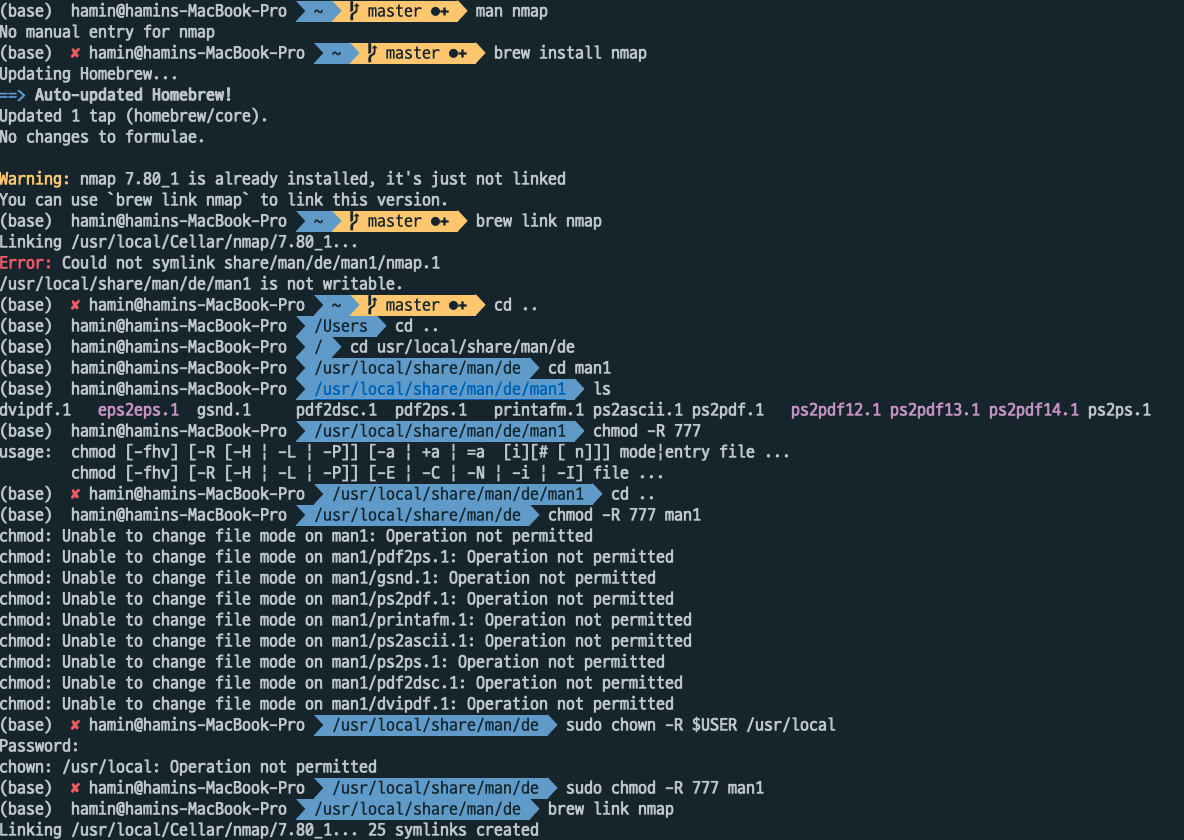 (base) hamin@hamins-MacBook-Pro ~ master ●+ man nmap
No manual entry for nmap
(base) ✘ hamin@hamins-MacBook-Pro ~ master ●+ brew install nmap
Updating Homebrew...
==> Auto-updated Homebrew!
Updated 1 tap (homebrew/core).
No changes to formulae.
Warning: nmap 7.80_1 is already installed, it's just not linked
You can use `brew link nmap` to link this version.
(base) hamin@hamins-MacBook-Pro ~ master ●+ brew link nmap
Linking /usr/local/Cellar/nmap/7.80_1...
Error: Could not symlink share/man/de/man1/nmap.1
/usr/local/share/man/de/man1 is not writable.
(base) ✘ hamin@hamins-MacBook-Pro ~ master ●+ cd ..
(base) hamin@hamins-MacBook-Pro /Users cd ..
(base) hamin@hamins-MacBook-Pro / cd usr/local/share/man/de
(base) hamin@hamins-MacBook-Pro /usr/local/share/man/de cd man1
(base) hamin@hamins-MacBook-Pro /usr/local/share/man/de/man1 ls
dvipdf.1 eps2eps.1 gsnd.1 pdf2dsc.1 pdf2ps.1 printafm.1 ps2ascii.1 ps2pdf.1 ps2pdf12.1 ps2pdf13.1 ps2pdf14.1 ps2ps.1
(base) hamin@hamins-MacBook-Pro /usr/local/share/man/de/man1 chmod -R 777
usage: chmod [-fhv] [-R [-H | -L | -P]] [-a | +a | =a [i][# [ n]]] mode|entry file ...
chmod [-fhv] [-R [-H | -L | -P]] [-E | -C | -N | -i | -I] file ...
(base) ✘ hamin@hamins-MacBook-Pro /usr/local/share/man/de/man1 cd ..
(base) hamin@hamins-MacBook-Pro /usr/local/share/man/de chmod -R 777 man1
chmod: Unable to change file mode on man1: Operation not permitted
chmod: Unable to change file mode on man1/pdf2ps.1: Operation not permitted
chmod: Unable to change file mode on man1/gsnd.1: Operation not permitted
chmod: Unable to change file mode on man1/ps2pdf.1: Operation not permitted
chmod: Unable to change file mode on man1/printafm.1: Operation not permitted
chmod: Unable to change file mode on man1/ps2ascii.1: Operation not permitted
chmod: Unable to change file mode on man1/ps2ps.1: Operation not permitted
chmod: Unable to change file mode on man1/pdf2dsc.1: Operation not permitted
chmod: Unable to change file mode on man1/dvipdf.1: Operation not permitted
(base) ✘ hamin@hamins-MacBook-Pro /usr/local/share/man/de sudo chown -R $USER /usr/local
Password:
chown: /usr/local: Operation not permitted
(base) ✘ hamin@hamins-MacBook-Pro /usr/local/share/man/de sudo chmod -R 777 man1
(base) hamin@hamins-MacBook-Pro /usr/local/share/man/de brew link nmap
Linking /usr/local/Cellar/nmap/7.80_1... 25 symlinks created